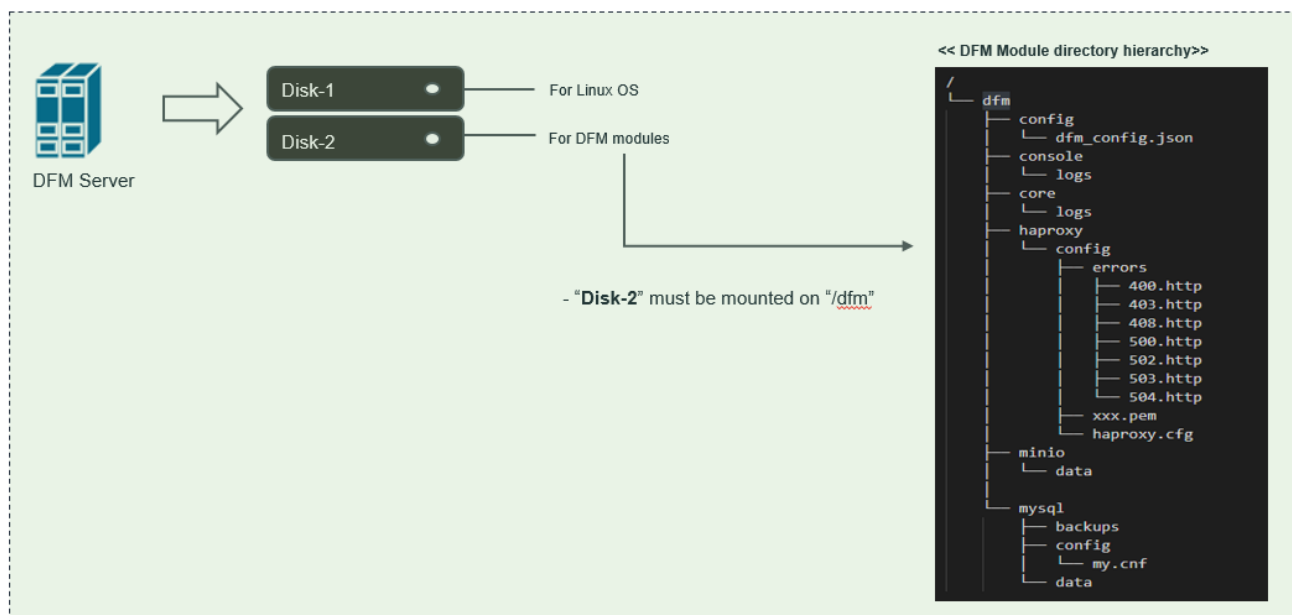 << DFM Module directory hierarchy>>
DFM Server
Disk-1
For Linux OS
Disk-2
For DFM modules
- “Disk-2” must be mounted on “/dfm”
/
└── dfm
    ├── config
    │   └── dfm_config.json
    ├── console
    │   └── logs
    ├── core
    │   └── logs
    ├── haproxy
    │   └── config
    │       ├── errors
    │       │   ├── 400.http
    │       │   ├── 403.http
    │       │   ├── 408.http
    │       │   ├── 500.http
    │       │   ├── 502.http
    │       │   ├── 503.http
    │       │   └── 504.http
    │       ├── xxx.pem
    │       └── haproxy.cfg
    ├── minio
    │   └── data
    │
    └── mysql
        ├── backups
        ├── config
        │   └── my.cnf
        └── data